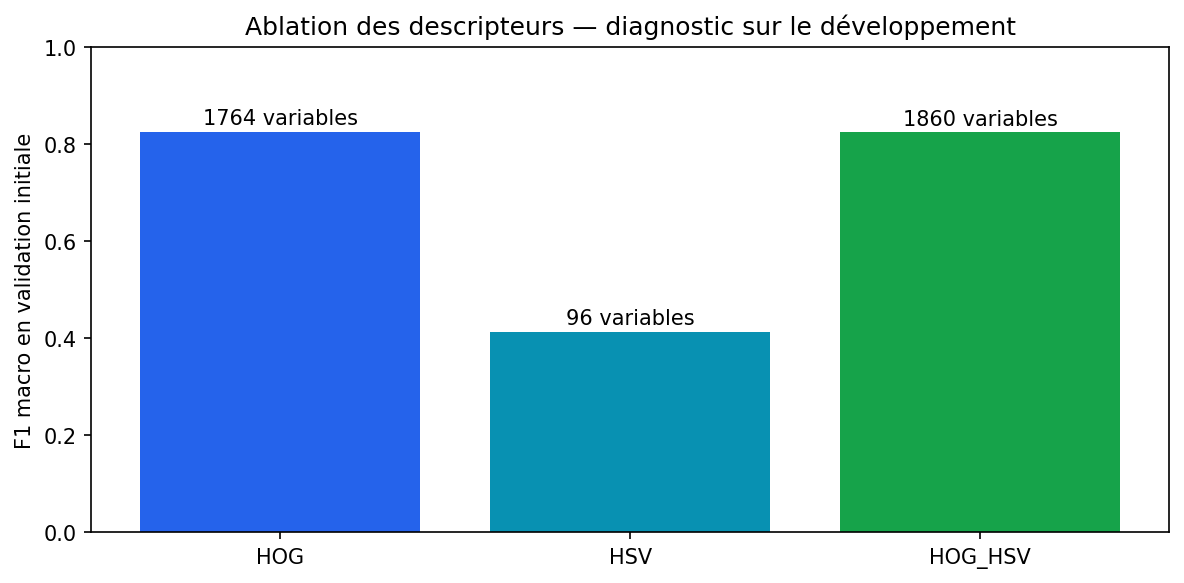 Ablation des descripteurs — diagnostic sur le développement
F1 macro en validation initiale
1.0
0.8
0.6
0.4
0.2
0.0
1764 variables
96 variables
1860 variables
HOG
HSV
HOG_HSV